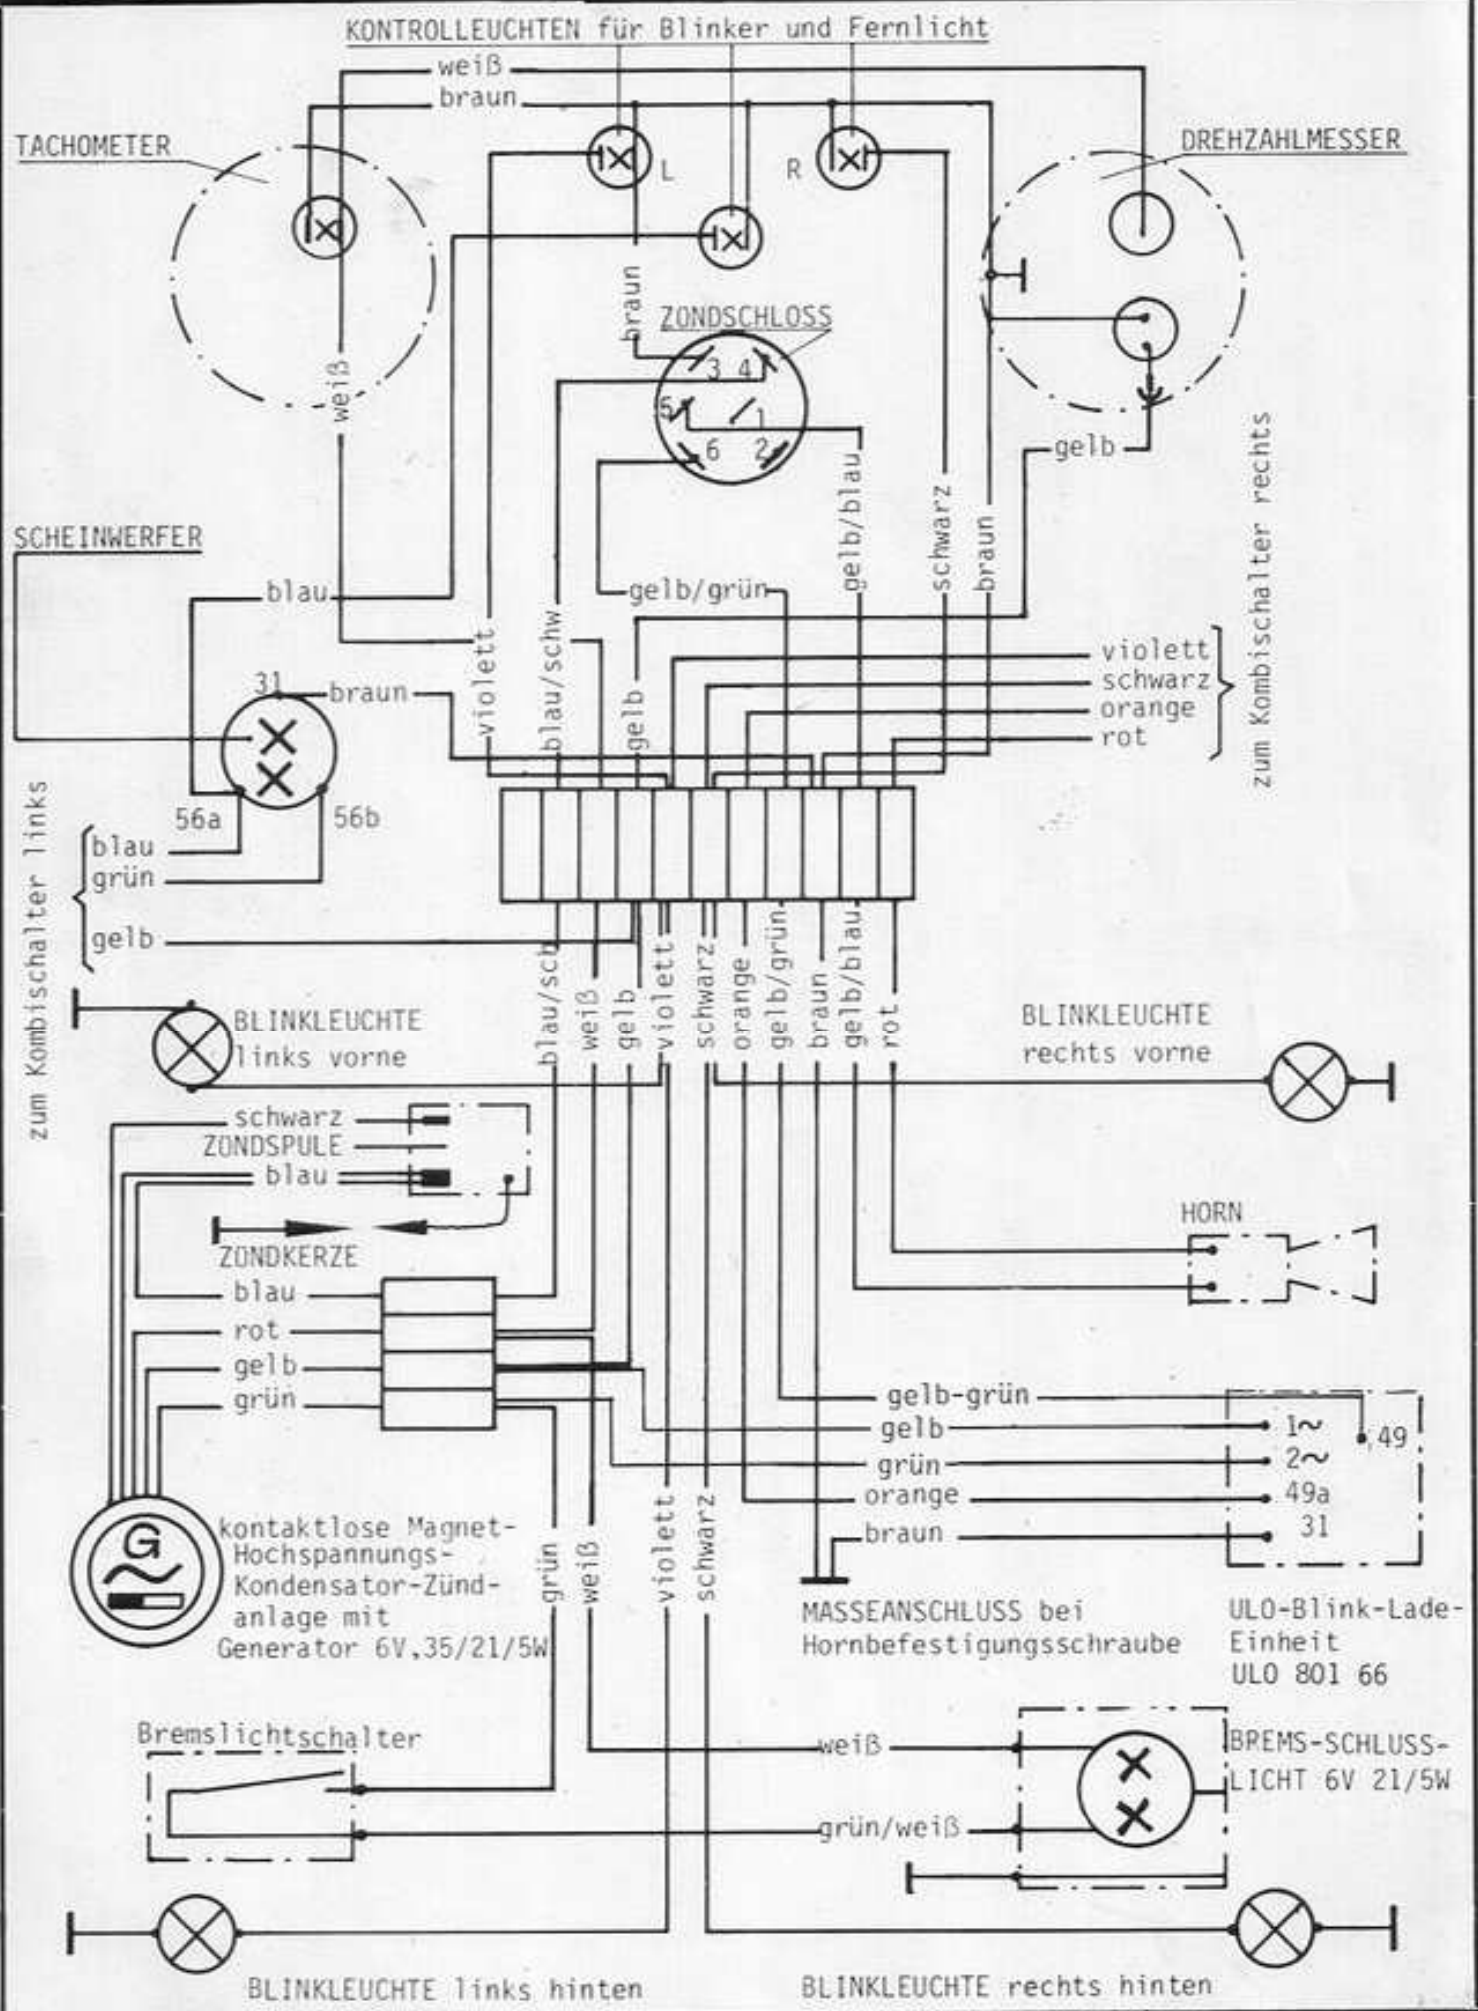 KONTROLLEUCHTEN für Blinker und Fernlicht
weiß
braun
TACHOMETER
DREHZAHLMESSER
L
R
braun
ZONDSCHLOSS
3 4
5 1
6 2
weiß
gelb
gelb/blau
schwarz
braun
zum Kombischalter rechts
SCHEINWERFER
blau
gelb/grün
violett
blau/schw
gelb
violett
schwarz
orange
rot
31
braun
56a
56b
zum Kombischalter links
blau
grün
gelb
blau/sch
weiß
gelb
violett
schwarz
orange
gelb/grün
braun
gelb/blau
rot
BLINKLEUCHTE
links vorne
BLINKLEUCHTE
rechts vorne
schwarz
ZONDSPULE
blau
ZONDKERZE
HORN
blau
rot
gelb
grün
gelb-grün
gelb
grün
orange
braun
1~
49
2~
49a
31
G
kontaktlose Magnet-
Hochspannungs-
Kondensator-Zünd-
anlage mit
Generator 6V,35/21/5W
grün
weiß
violett
schwarz
MASSEANSCHLUSS bei
Hornbefestigungsschraube
ULO-Blink-Lade-
Einheit
ULO 801 66
Bremslichtschalter
weiß
grün/weiß
BREMS-SCHLUSS-
LICHT 6V 21/5W
BLINKLEUCHTE links hinten
BLINKLEUCHTE rechts hinten